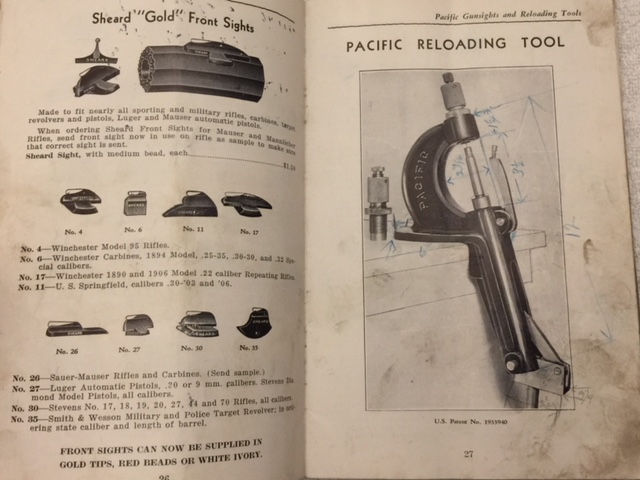 Sheard "Gold" Front Sights
SHEARD
Made to fit nearly all sporting and military rifles, carbines, target
revolvers and pistols, Luger and Mauser automatic pistols.
When ordering Sheard Front Sights for Mauser and Mannlicher
Rifles, send front sight now in use on rifle as sample to make sure
that correct sight is sent.
Sheard Sight, with medium bead, each
No. 4 No. 6 No. 11 No. 17
No. 4—Winchester Model 95 Rifles.
No. 6—Winchester Carbines, 1894 Model, .25-35, .30-30, and .32 Spe-
cial calibers.
No. 17—Winchester 1890 and 1906 Model .22 caliber Repeating Rifles.
No. 11—U. S. Springfield, calibers .30-'03 and '06.
No. 26 No. 27 No. 30 No. 35
No. 26—Sauer-Mauser Rifles and Carbines. (Send sample.)
No. 27—Luger Automatic Pistols, .30 or 9 mm. calibers. Stevens Dia
mond Model Pistols, all calibers.
No. 30—Stevens No. 17, 18, 19, 20, 27, 44 and 70 Rifles, all calibers.
No. 35—Smith & Wesson Military and Police Target Revolver; in
ering state caliber and length of barrel.
FRONT SIGHTS CAN NOW BE SUPPLIED IN
GOLD TIPS, RED BEADS OR WHITE IVORY.
26
Pacific Gunsights and Reloading Tools
PACIFIC RELOADING TOOL
PACIFIC
U.S. Patent No. 1955940
27